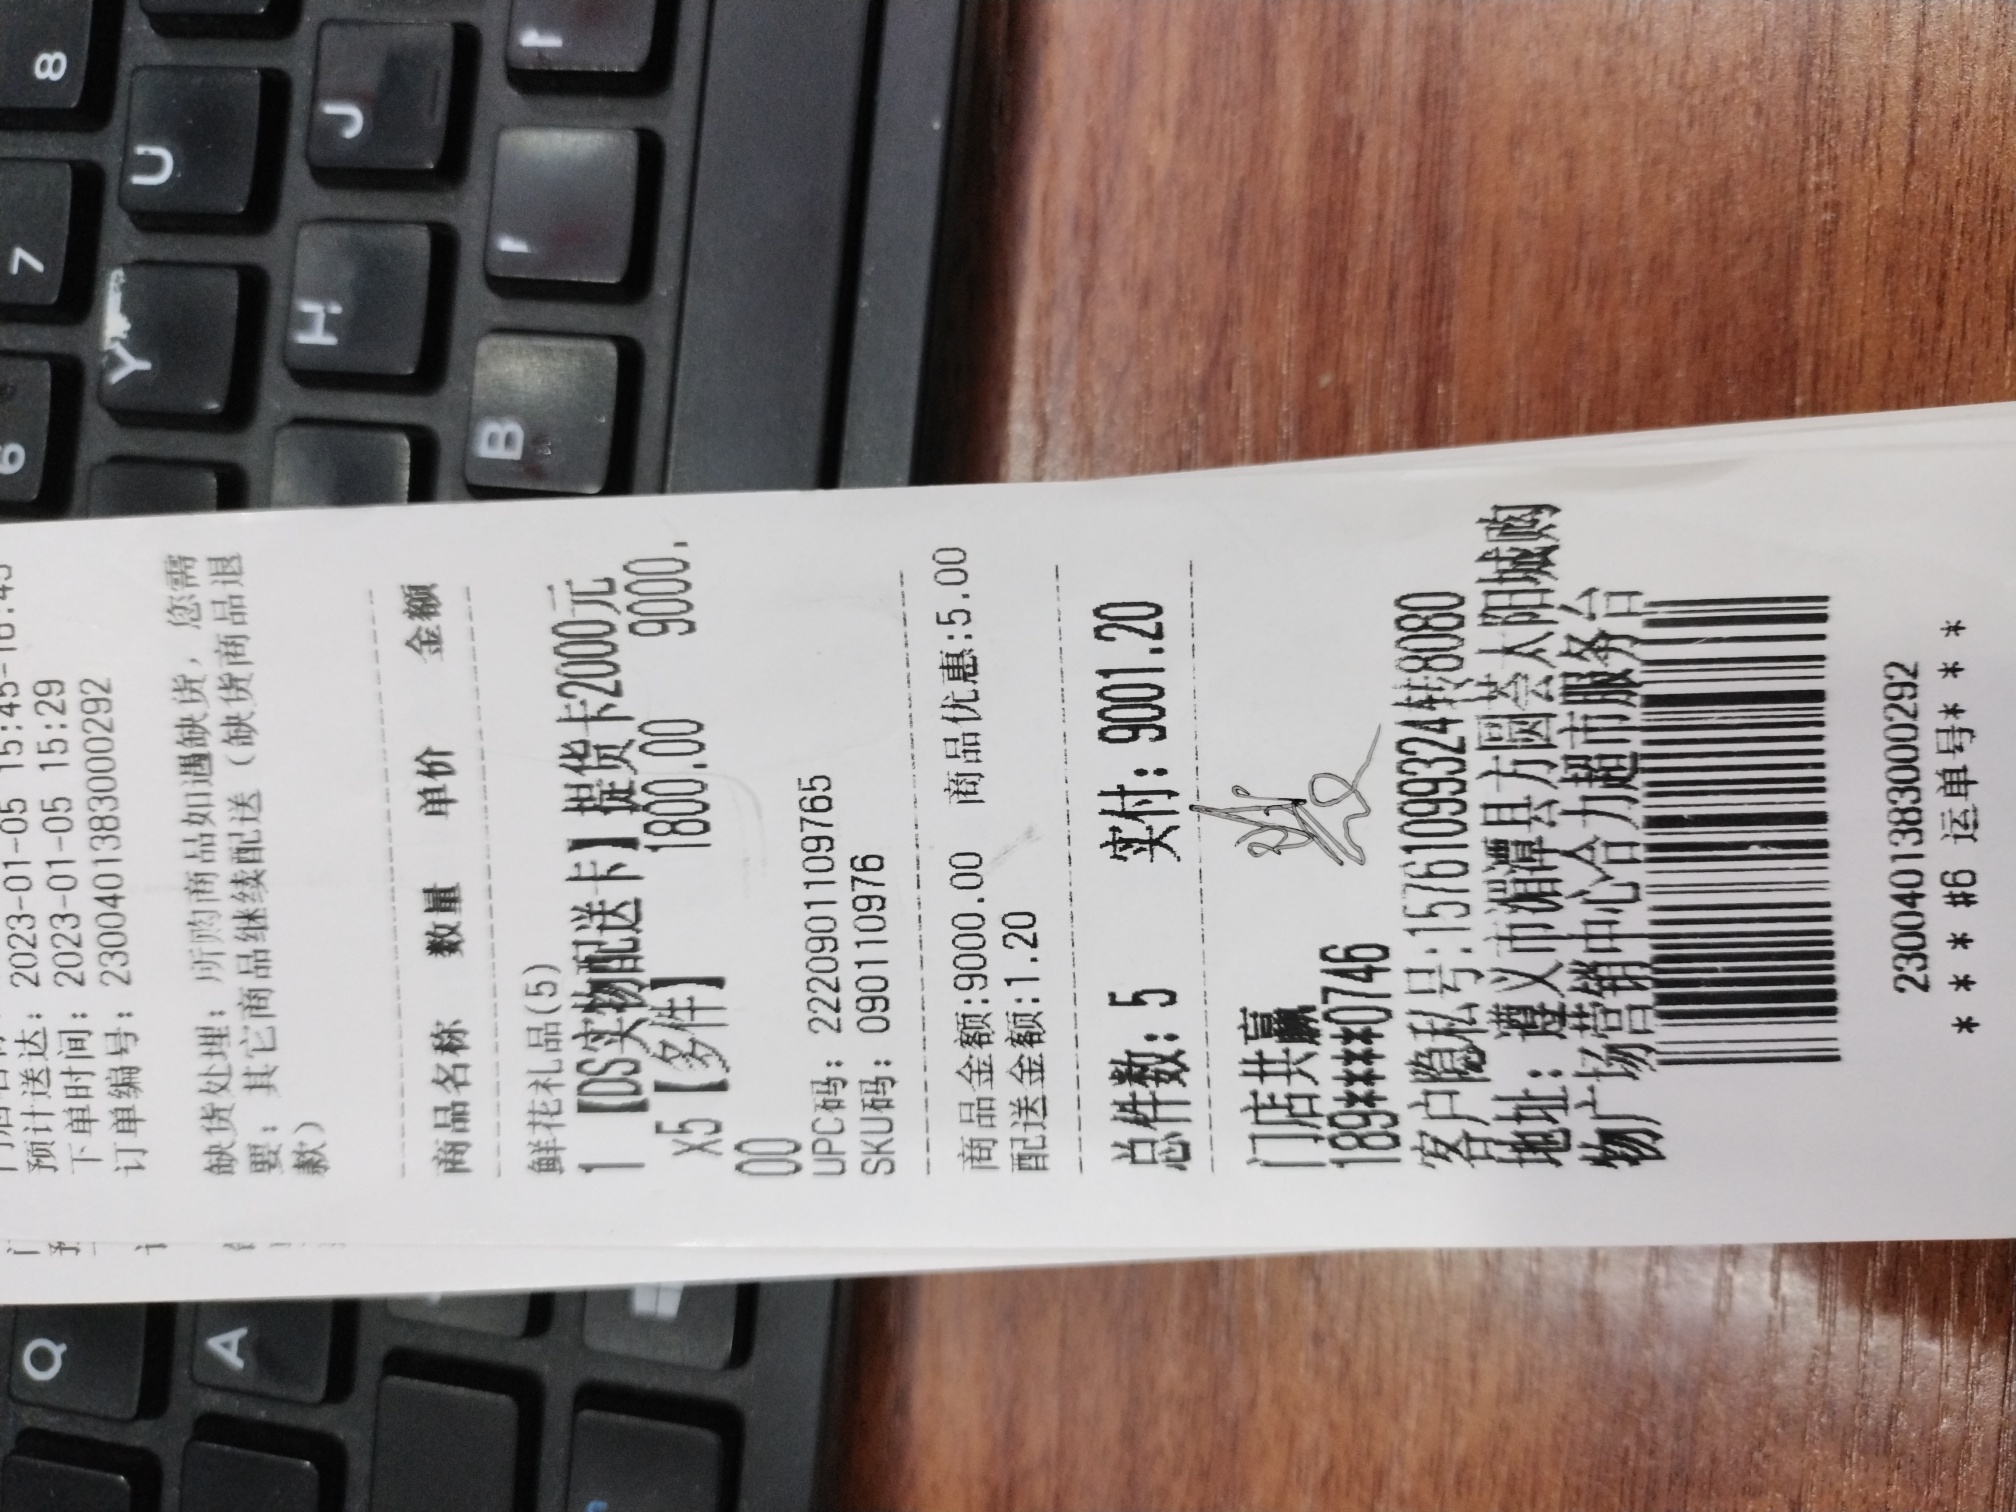 预计送达: 2023-01-05 15:45-16:45
下单时间: 2023-01-05 15:29
订单编号: 2300401383000292
缺货处理: 所购商品如遇缺货, 您需
要: 其它商品继续配送 (缺货商品退
款)
商品名称 数量 单价 金额
鲜花礼品(5)
1 【DS实物配送卡】提货卡2000元
x5【多件】 1800.00 9000.
00
UPC码: 2220901109765
SKU码: 090110976
商品金额:9000.00 商品优惠:5.00
配送金额:1.20
总件数: 5 实付: 9001.20
门店共赢
189****0746
客户隐私号:15761099324转8080
地址: 遵义市湄潭县方圆荟太阳城购
物广场营销中心合力超市服务台
2300401383000292
* * * * #6 运单号* * * *
8
7
6
U
Y
J
H
B
Q
A